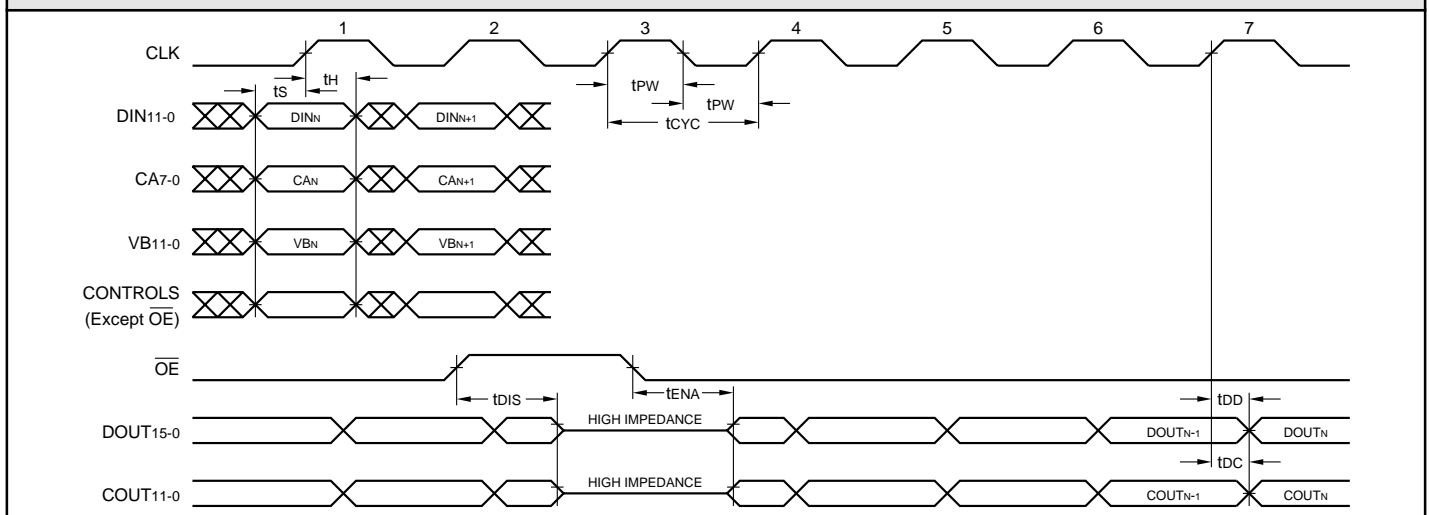 1 2 3 4 5 6 7
CLK
tS tH
tPW
tPW
tCYC
DIN11-0 DINN DINN+1
CA7-0 CAN CAN+1
VB11-0 VBN VBN+1
CONTROLS
(Except OE)
OE
tDIS tENA
DOUT15-0 HIGH IMPEDANCE DOUTN-1 DOUTN
tDD
tDC
COUT11-0 HIGH IMPEDANCE COUTN-1 COUTN